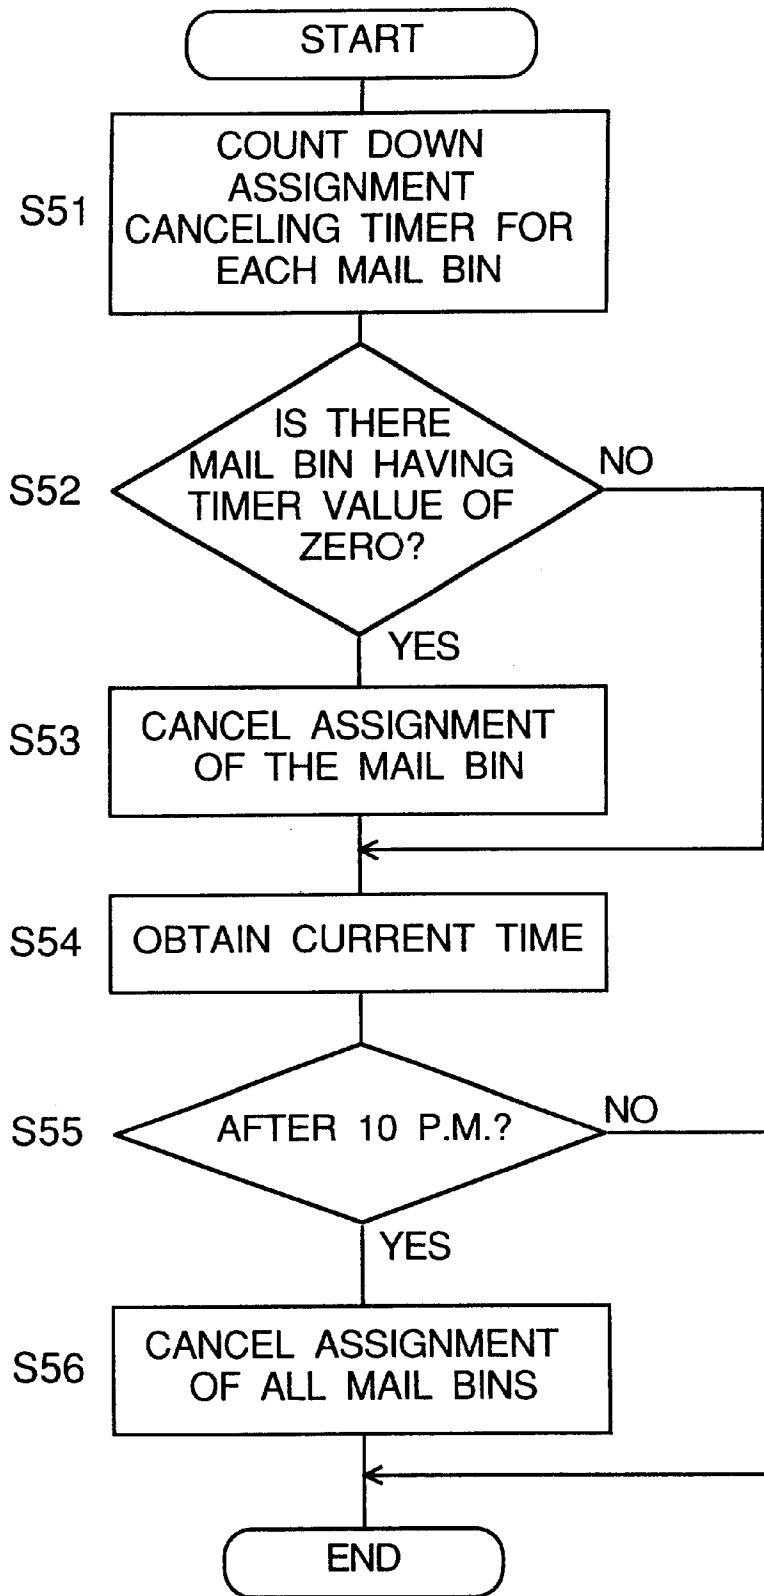 START
S51
COUNT DOWN
ASSIGNMENT
CANCELING TIMER FOR
EACH MAIL BIN
S52
IS THERE
MAIL BIN HAVING
TIMER VALUE OF
ZERO?
NO
YES
S53
CANCEL ASSIGNMENT
OF THE MAIL BIN
S54
OBTAIN CURRENT TIME
S55
AFTER 10 P.M.?
NO
YES
S56
CANCEL ASSIGNMENT
OF ALL MAIL BINS
END